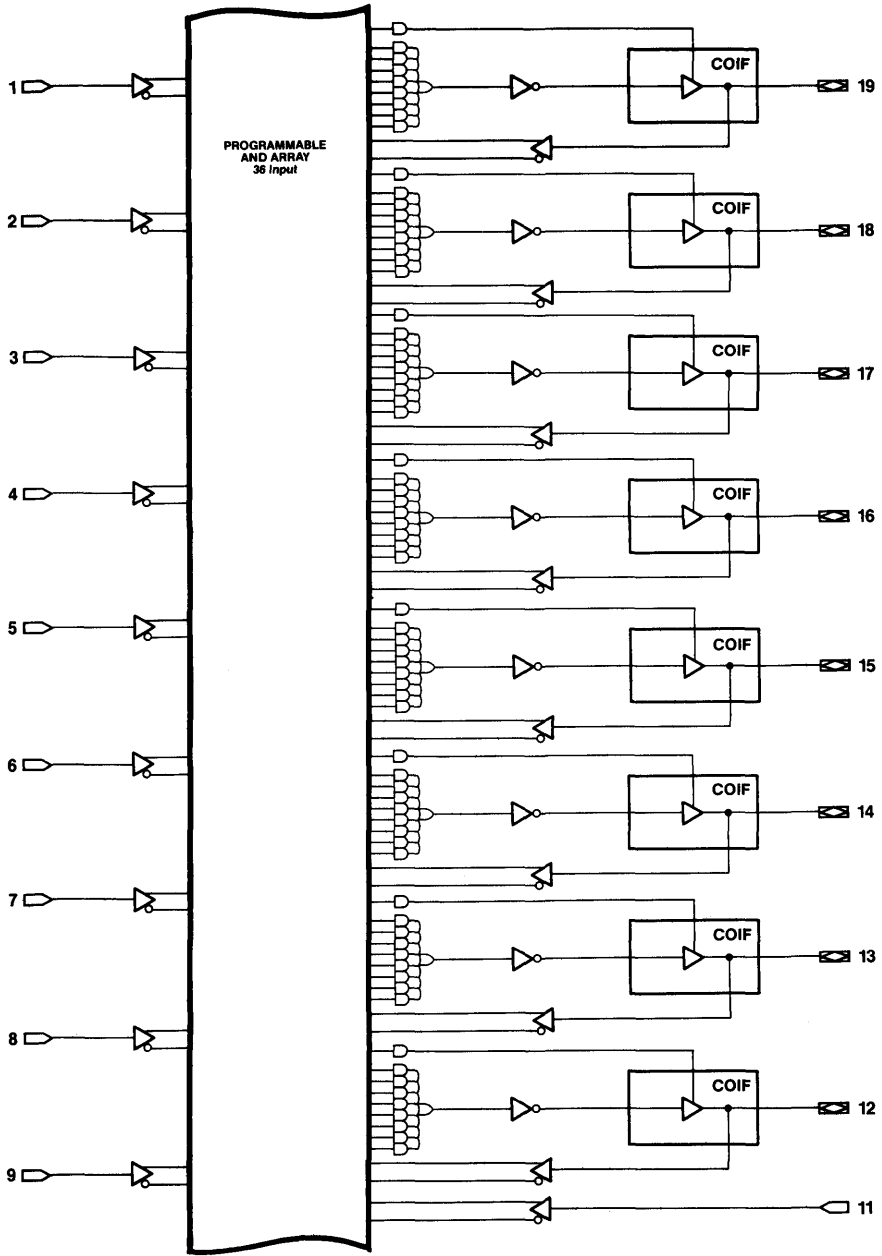 COIF
1
19
PROGRAMMABLE
AND ARRAY
36 Input
COIF
2
18
COIF
3
17
COIF
4
16
COIF
5
15
COIF
6
14
COIF
7
13
COIF
8
12
9
11